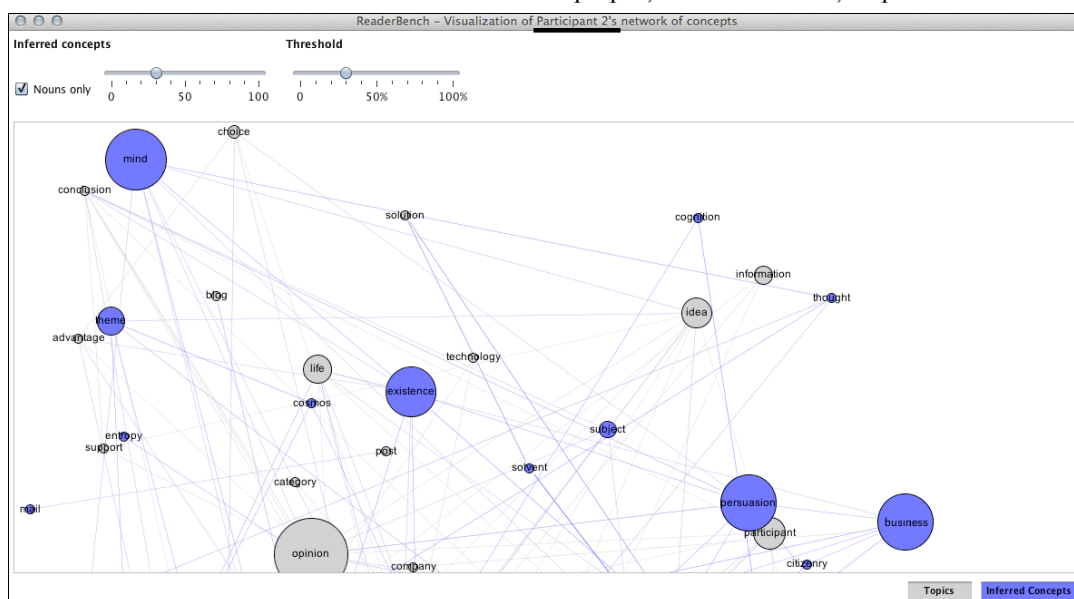 ReaderBench - Visualization of Participant 2's network of concepts
Inferred concepts
Threshold
Nouns only
0 50 100
0 50% 100%
choice
mind
conclusion
solution
cognition
information
blog
thought
theme
idea
advantage
technology
life
existence
cosmos
subject
entropy
support
post
solvent
category
mail
persuasion
business
participant
opinion
company
citizenry
Topics
Inferred Concepts